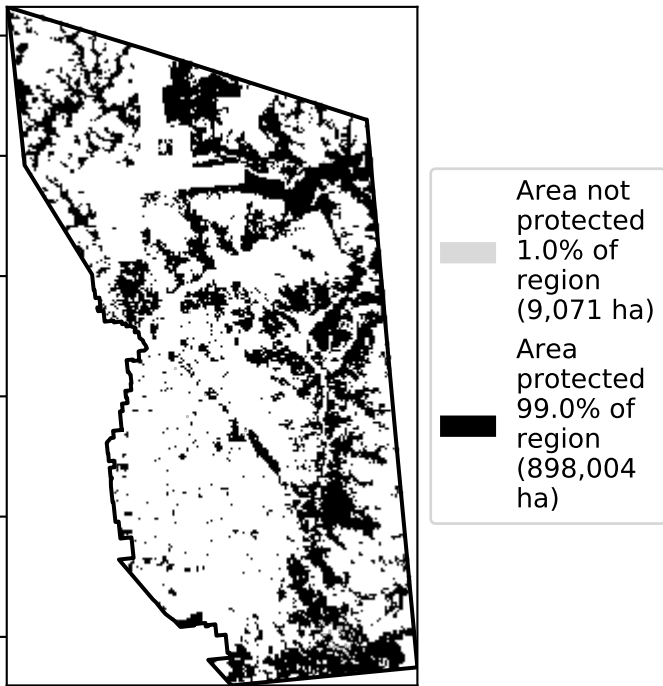 Area not
protected
1.0% of
region
(9,071 ha)
Area
protected
99.0% of
region
(898,004
ha)